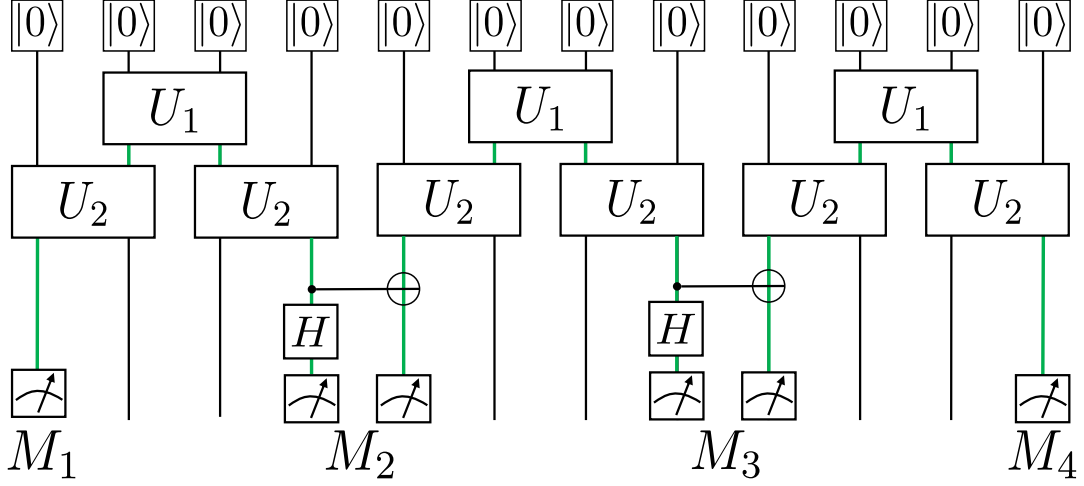 |0⟩ |0⟩ |0⟩ |0⟩ |0⟩ |0⟩ |0⟩ |0⟩ |0⟩ |0⟩ |0⟩ |0⟩
U₁ U₁ U₁
U₂ U₂ U₂ U₂ U₂ U₂
H H
M₁ M₂ M₃ M₄